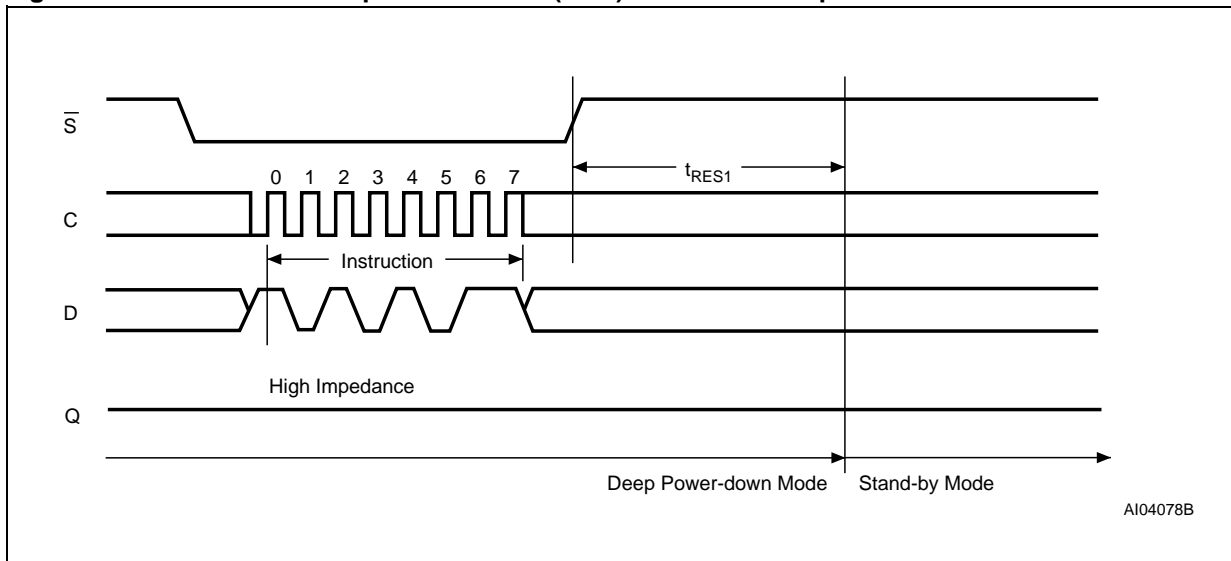 S
0 1 2 3 4 5 6 7
tRES1
C
Instruction
D
High Impedance
Q
Deep Power-down Mode Stand-by Mode
AI04078B